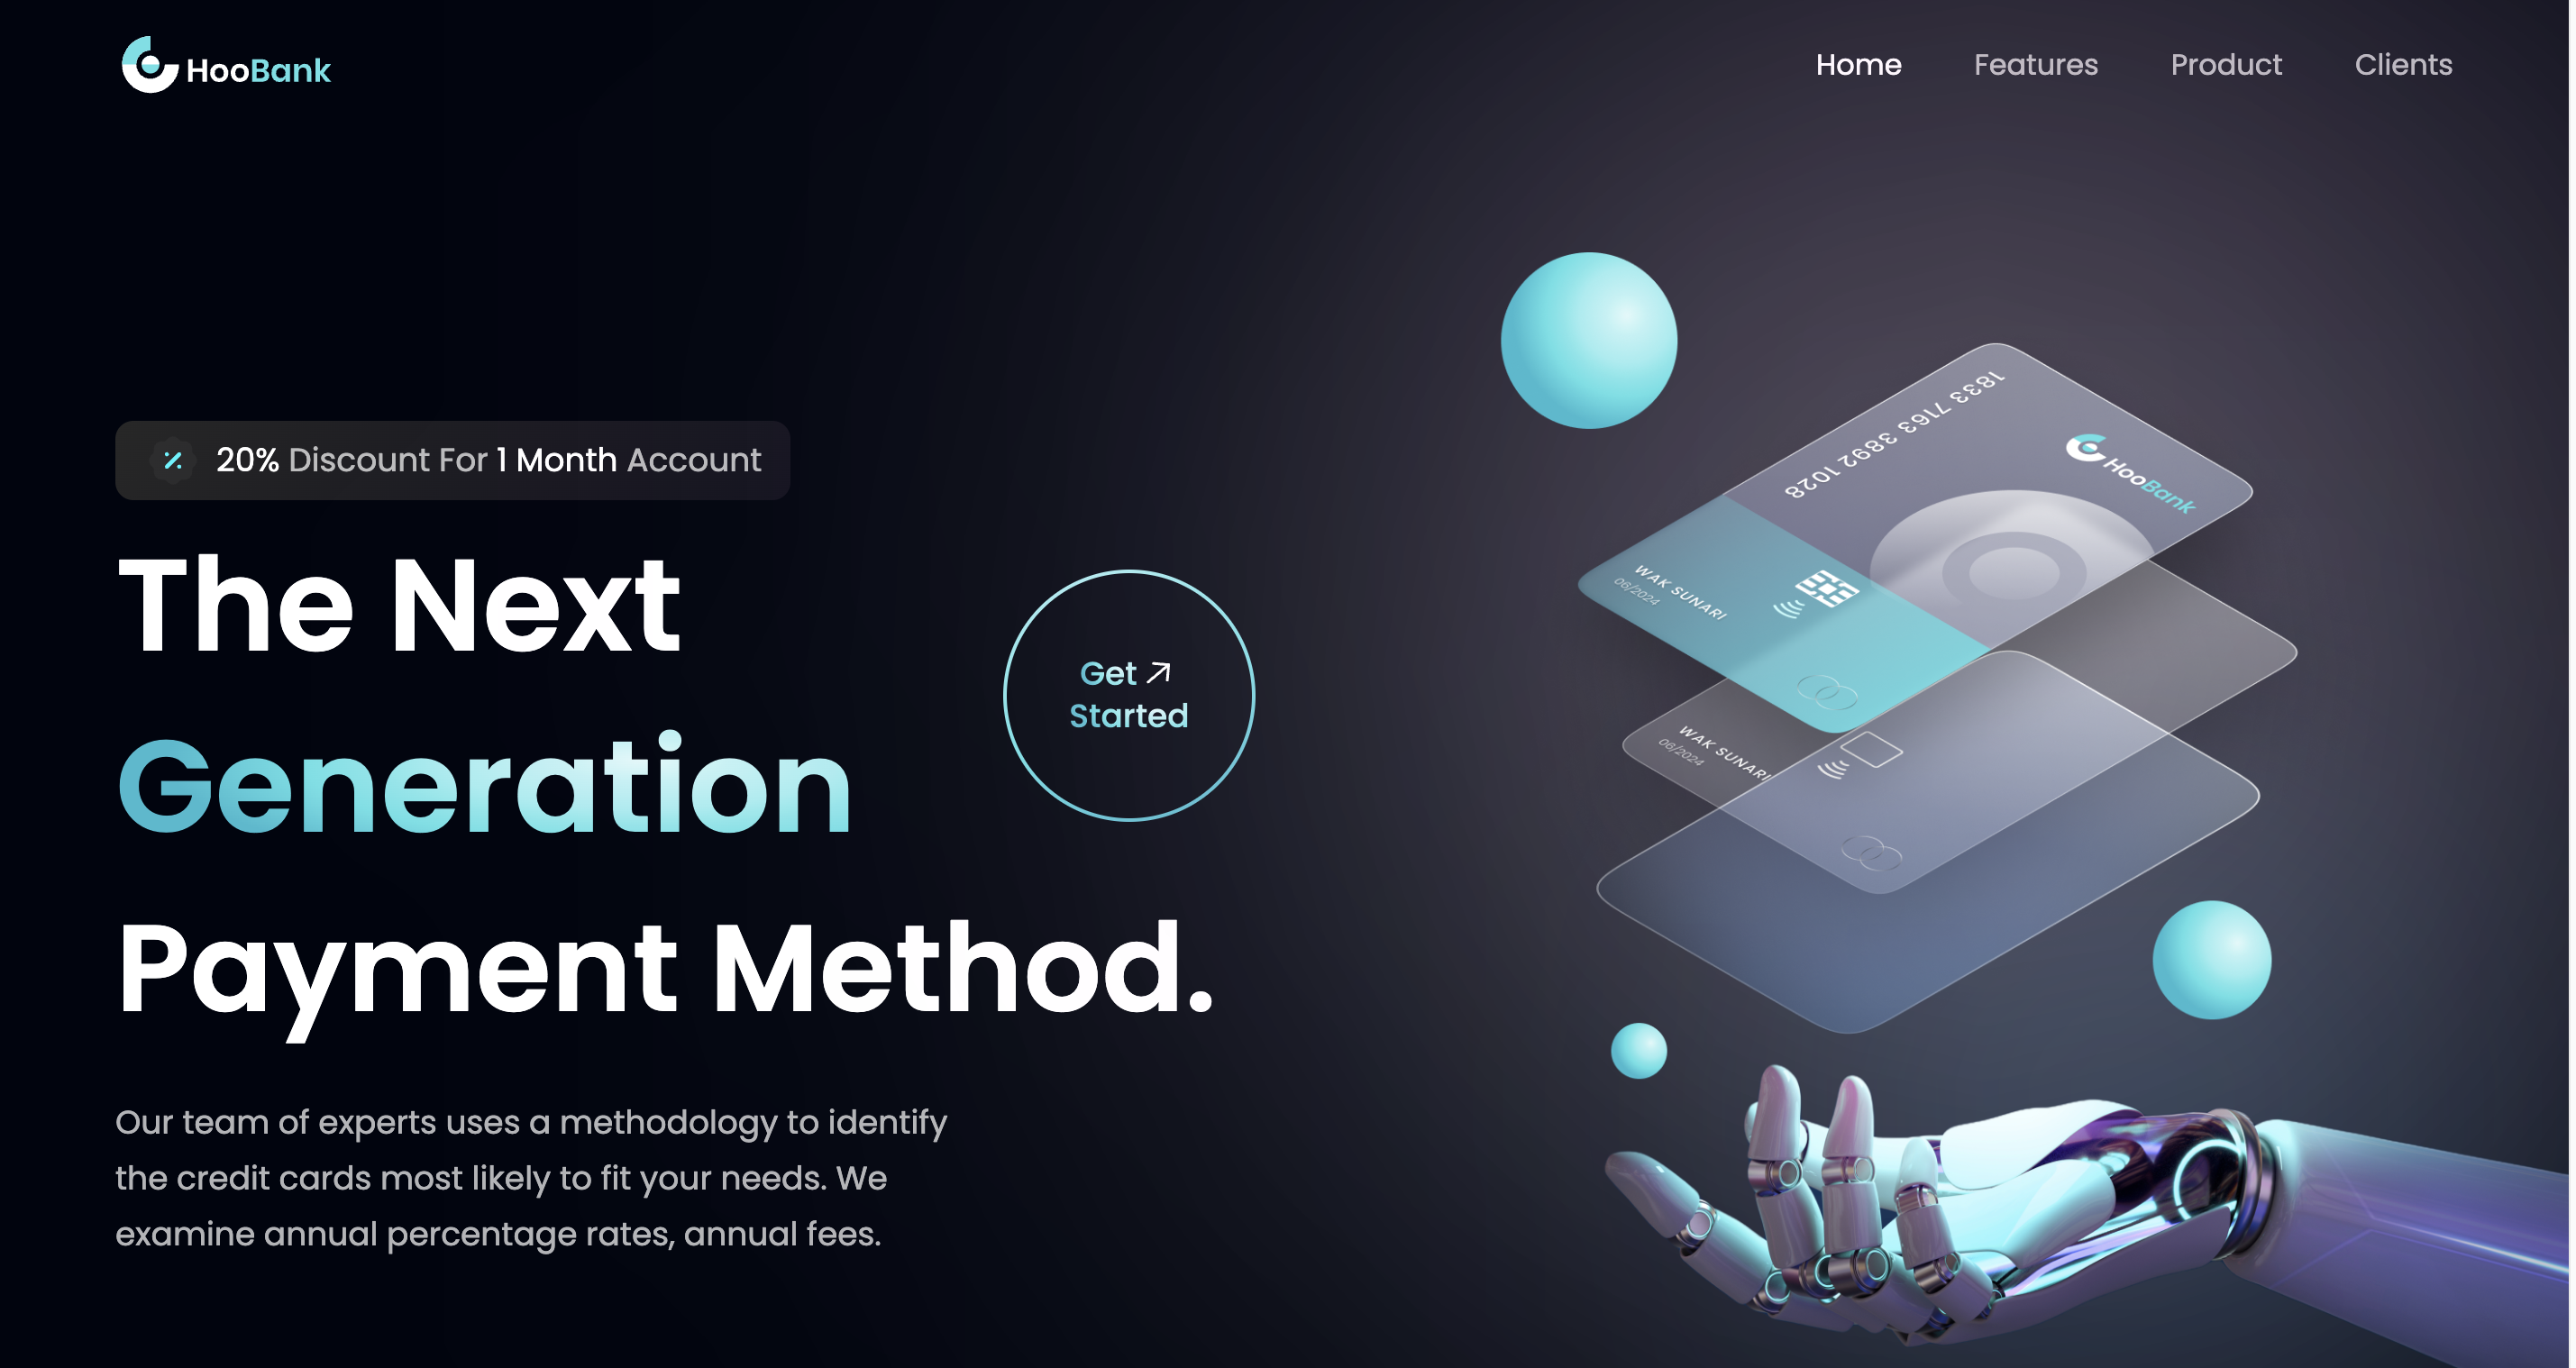 HooBank
Home
Features
Product
Clients
20% Discount For 1 Month Account
The Next
Generation
Payment Method.
Get
Started
Our team of experts uses a methodology to identify
the credit cards most likely to fit your needs. We
examine annual percentage rates, annual fees.
1833 7163 3892 1028
HooBank
WAK SUNARI
06/2024
WAK SUNARI
06/2024